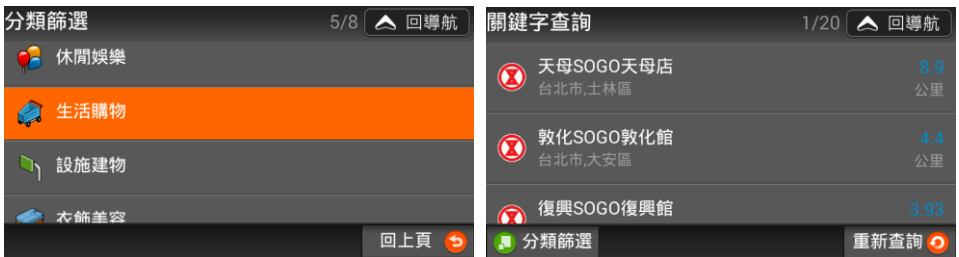 分類篩選 5/8 回導航
休閒娛樂
生活購物
設施建物
衣飾美容
回上頁
關鍵字查詢 1/20 回導航
天母SOGO天母店 8.9
台北市,士林區 公里
敦化SOGO敦化館 4.4
台北市,大安區 公里
復興SOGO復興館 3.93
分類篩選 重新查詢